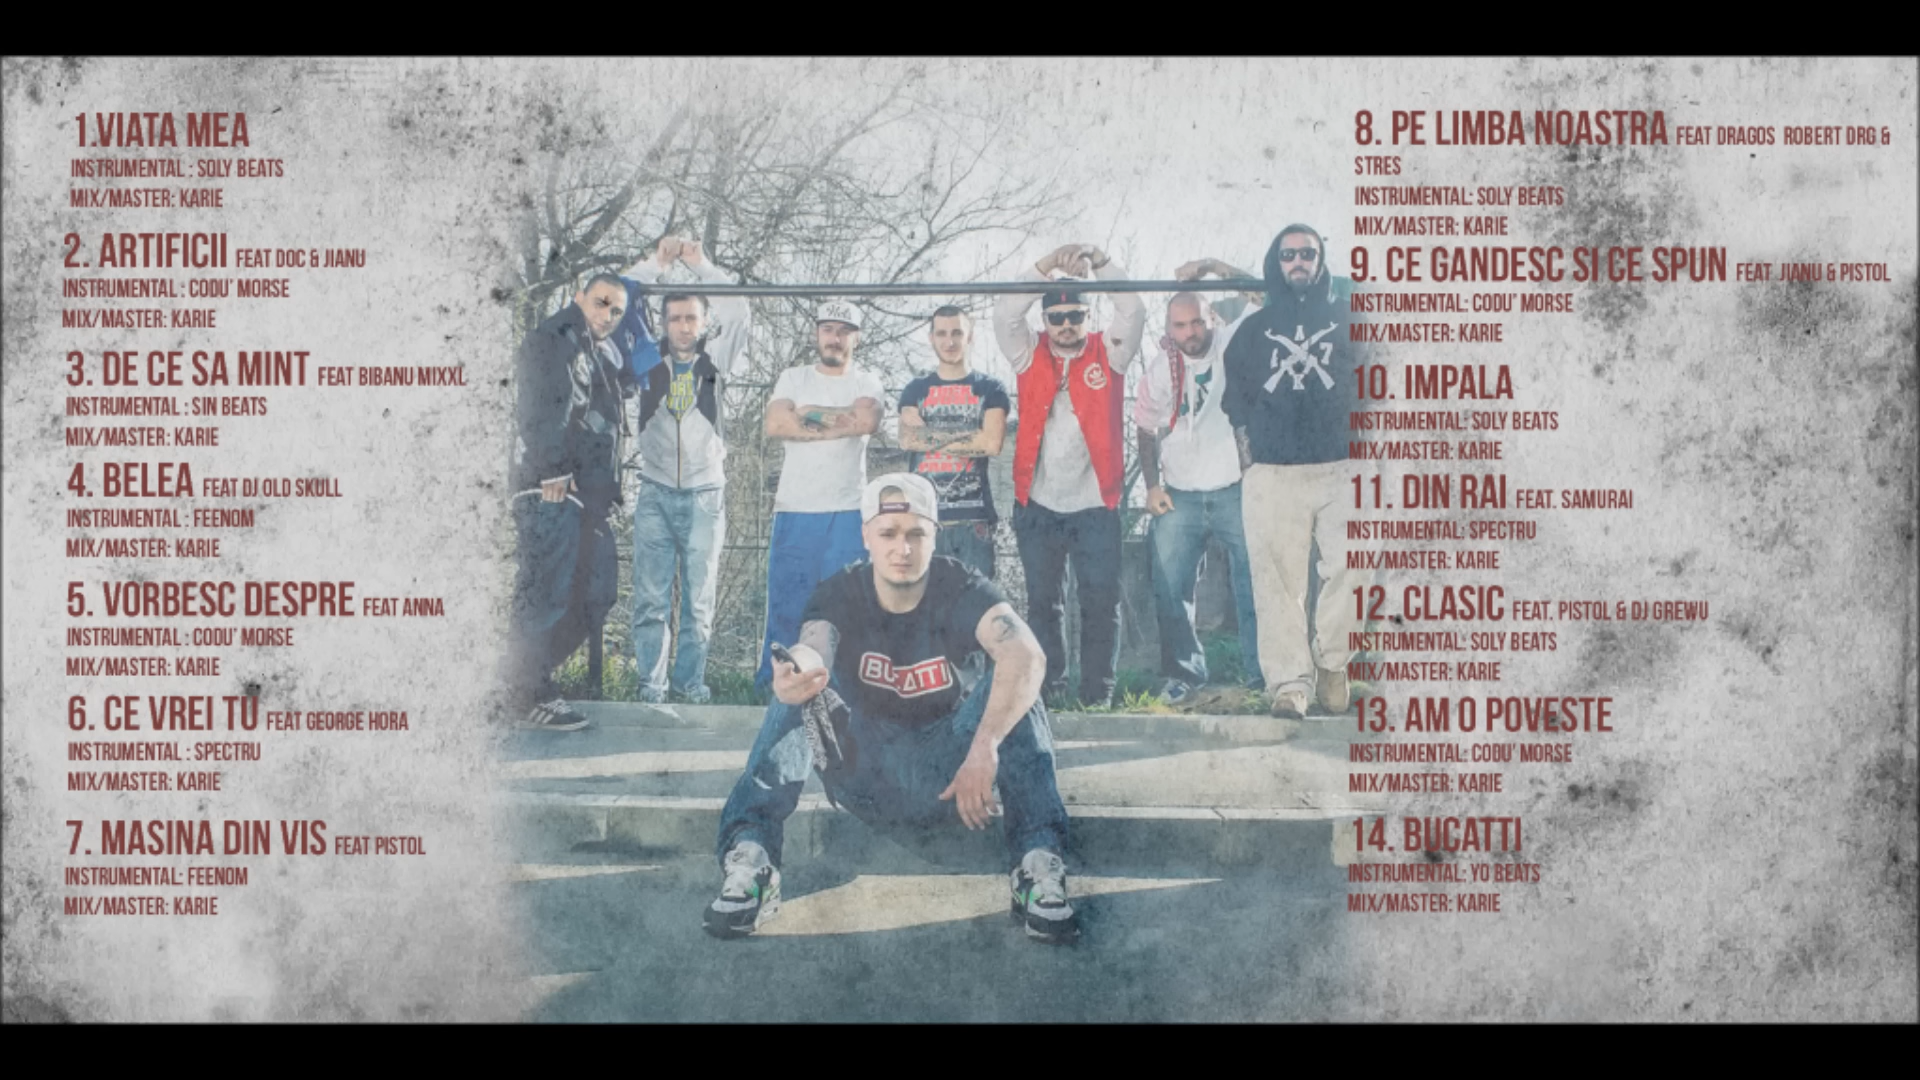 1.VIATA MEA
INSTRUMENTAL : SOLY BEATS
MIX/MASTER: KARIE
2. ARTIFICII FEAT DOC & JIANU
INSTRUMENTAL : CODU' MORSE
MIX/MASTER: KARIE
3. DE CE SA MINT FEAT BIBANU MIXXL
INSTRUMENTAL : SIN BEATS
MIX/MASTER: KARIE
4. BELEA FEAT DJ OLD SKULL
INSTRUMENTAL : FEENOM
MIX/MASTER: KARIE
5. VORBESC DESPRE FEAT ANNA
INSTRUMENTAL : CODU' MORSE
MIX/MASTER: KARIE
6. CE VREI TU FEAT GEORGE HORA
INSTRUMENTAL : SPECTRU
MIX/MASTER: KARIE
7. MASINA DIN VIS FEAT PISTOL
INSTRUMENTAL: FEENOM
MIX/MASTER: KARIE
8. PE LIMBA NOASTRA FEAT DRAGOS ROBERT DRG &
STRES
INSTRUMENTAL: SOLY BEATS
MIX/MASTER: KARIE
9. CE GANDESC SI CE SPUN FEAT JIANU & PISTOL
INSTRUMENTAL: CODU' MORSE
MIX/MASTER: KARIE
10. IMPALA
INSTRUMENTAL: SOLY BEATS
MIX/MASTER: KARIE
11. DIN RAI FEAT. SAMURAI
INSTRUMENTAL: SPECTRU
MIX/MASTER: KARIE
12. CLASIC FEAT. PISTOL & DJ GREWU
INSTRUMENTAL: SOLY BEATS
MIX/MASTER: KARIE
13. AM O POVESTE
INSTRUMENTAL: CODU' MORSE
MIX/MASTER: KARIE
14. BUCATTI
INSTRUMENTAL: YO BEATS
MIX/MASTER: KARIE
BUCATTI